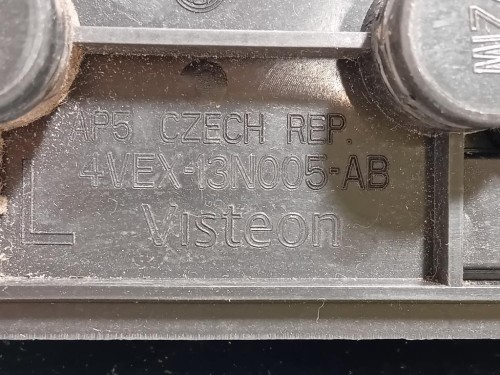 AP5 CZECH REP.
4VEX-13N005-AB
Visteon